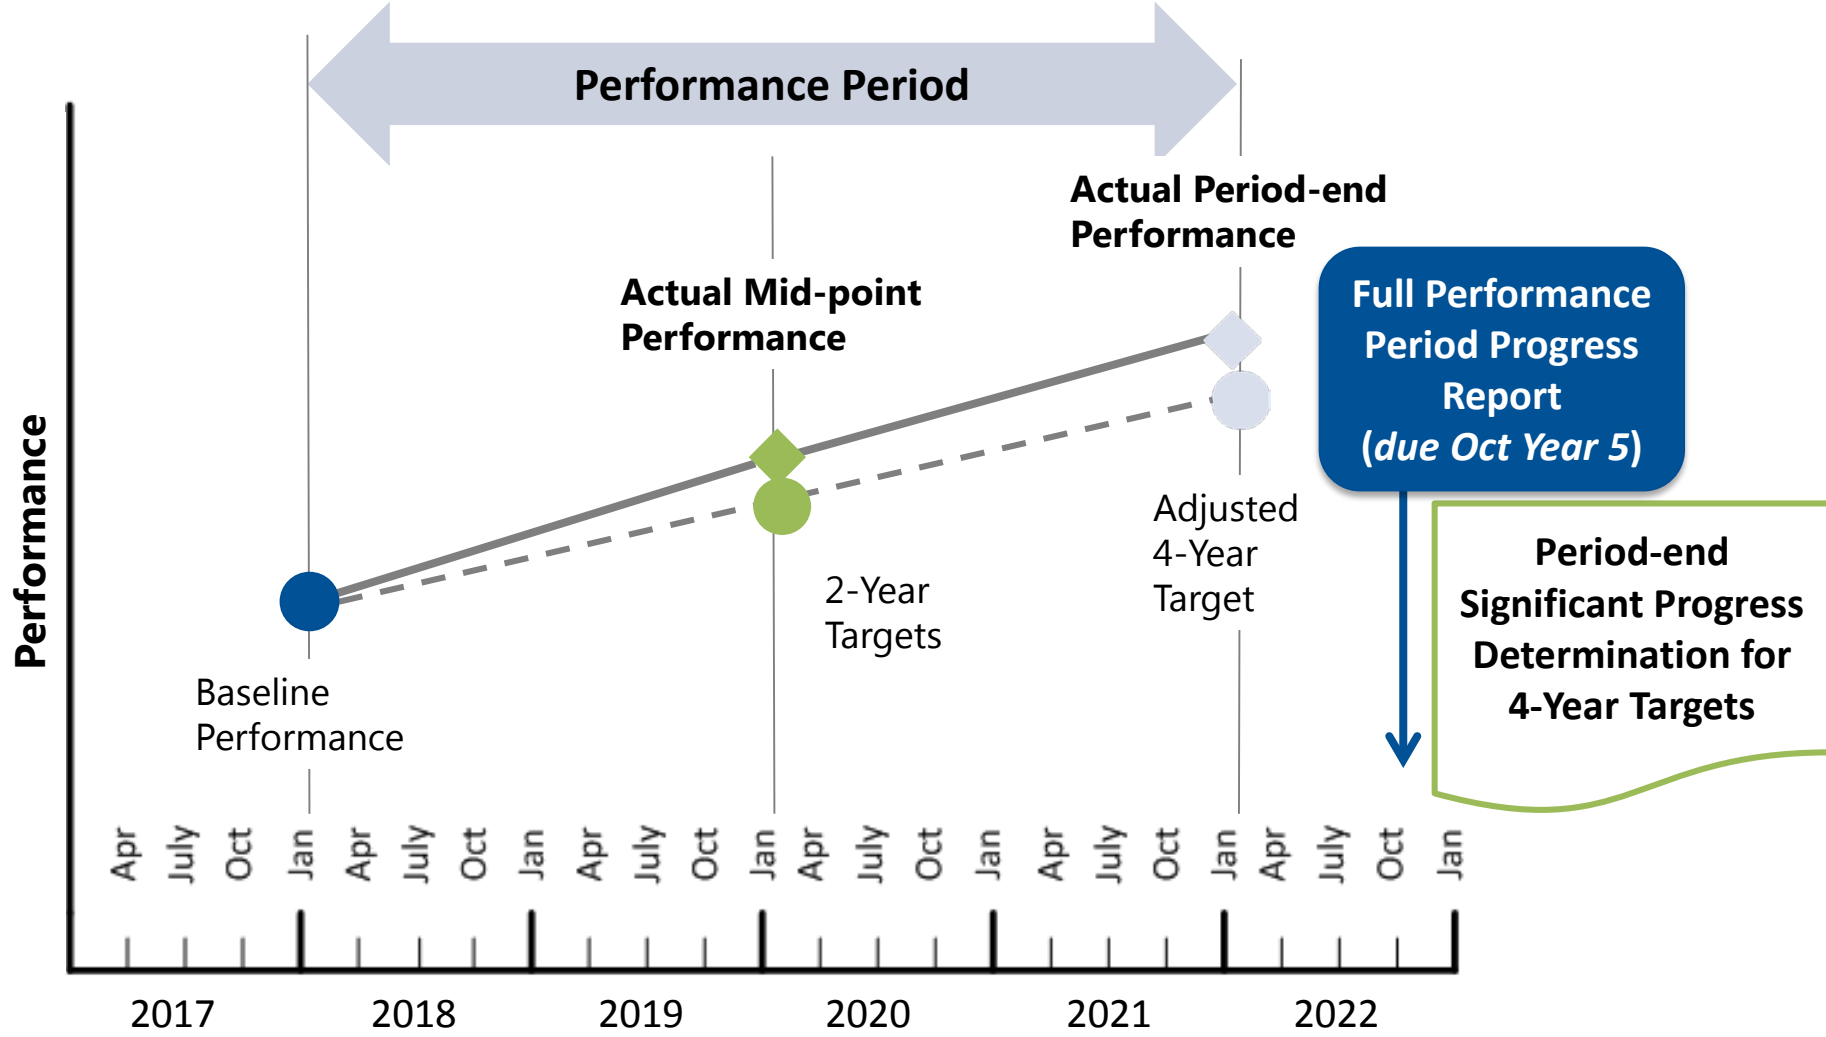 Performance Period
Actual Period-end
Performance
Actual Mid-point
Performance
Full Performance
Period Progress
Report
(due Oct Year 5)
Adjusted
4-Year
Target
Period-end
Significant Progress
Determination for
4-Year Targets
2-Year
Targets
Baseline
Performance
Performance
Apr July Oct Jan Apr July Oct Jan Apr July Oct Jan Apr July Oct Jan Apr July Oct Jan Apr July Oct Jan
2017 2018 2019 2020 2021 2022